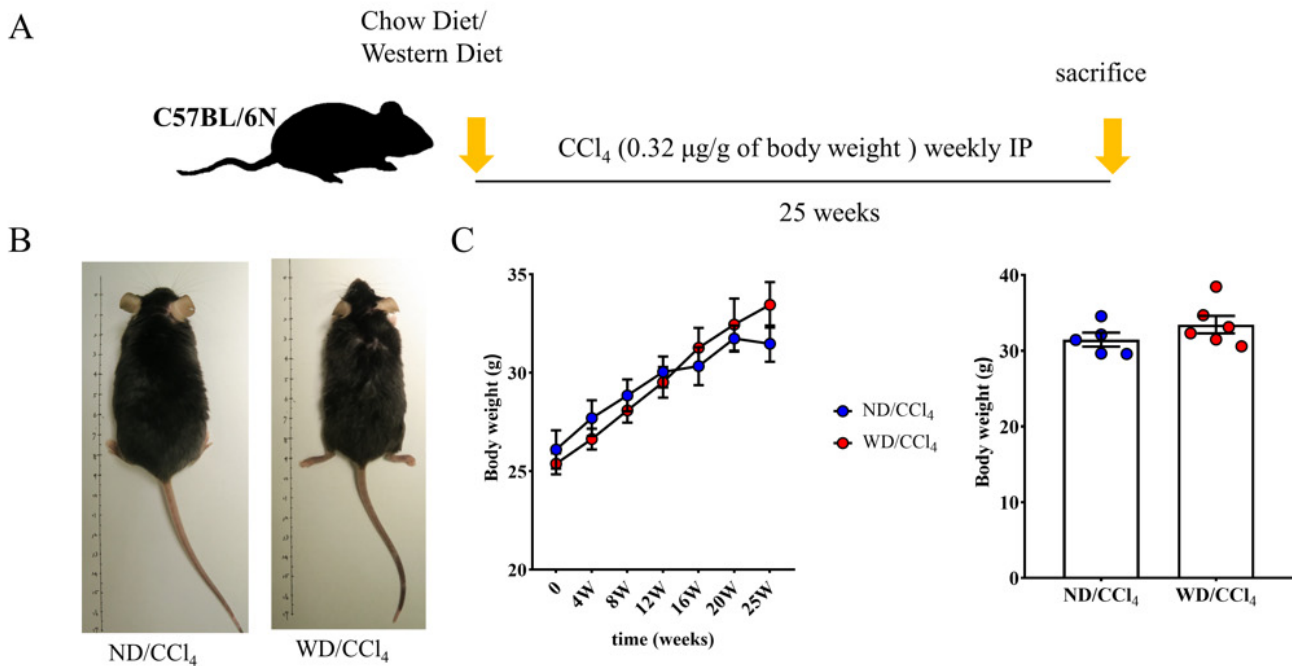 A
Chow Diet/
Western Diet
sacrifice
C57BL/6N
CCl₄ (0.32 μg/g of body weight ) weekly IP
25 weeks
B
C
ND/CCl₄
WD/CCl₄
Body weight (g)
35
30
25
20
0
4W
8W
12W
16W
20W
25W
time (weeks)
ND/CCl₄
WD/CCl₄
Body weight (g)
40
30
20
10
0
ND/CCl₄
WD/CCl₄